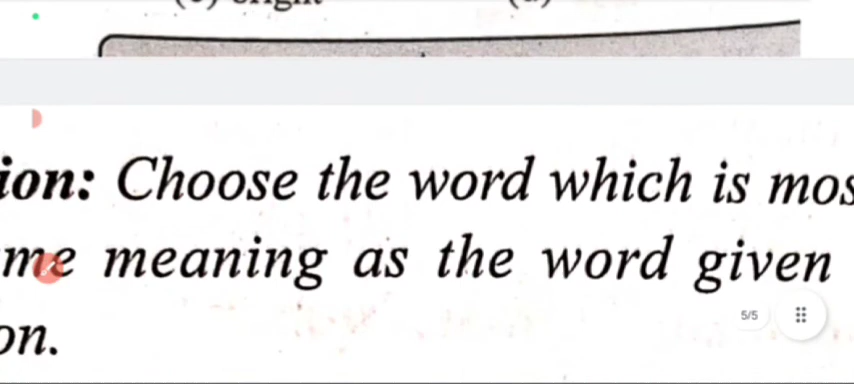 ion: Choose the word which is mos
me meaning as the word given
5/5
on.